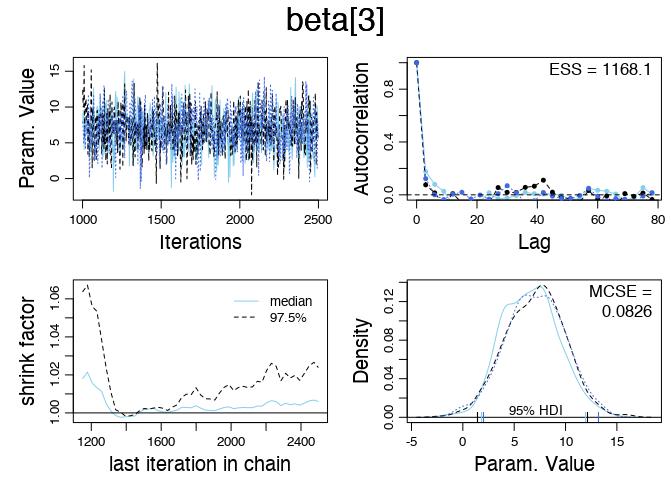 beta[3]
Param. Value
0 5 10 15
1000 1500 2000 2500
Iterations
Autocorrelation
0.0 0.4 0.8
ESS = 1168.1
0 20 40 60 80
Lag
shrink factor
1.00 1.02 1.04 1.06
median
97.5%
1200 1600 2000 2400
last iteration in chain
Density
0.00 0.04 0.08 0.12
MCSE =
0.0826
95% HDI
-5 0 5 10 15
Param. Value